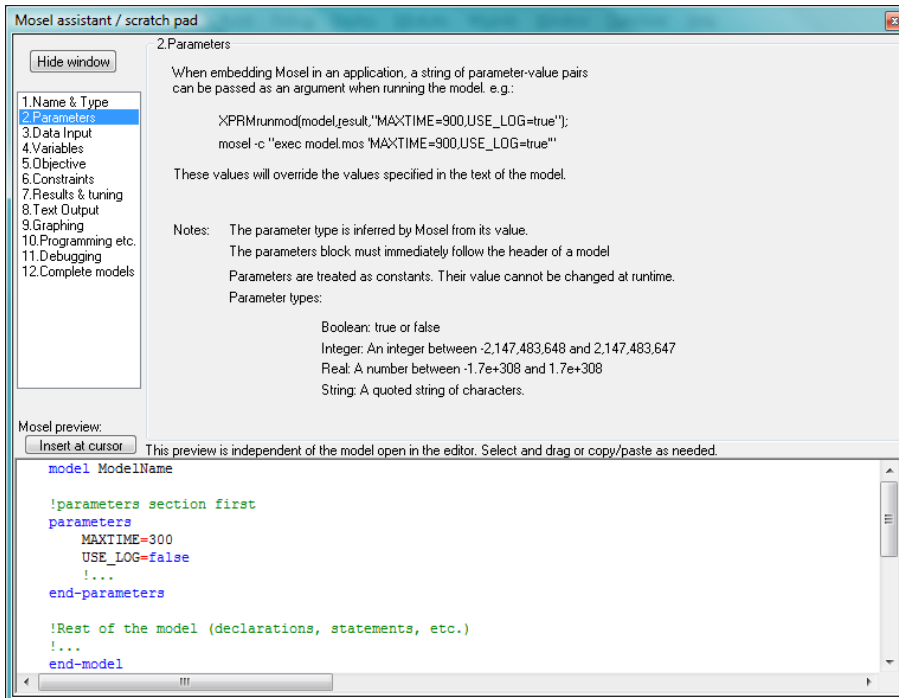 Mosel assistant / scratch pad
Hide window
1.Name & Type
2.Parameters
3.Data Input
4.Variables
5.Objective
6.Constraints
7.Results & tuning
8.Text Output
9.Graphing
10.Programming etc.
11.Debugging
12.Complete models
2.Parameters
When embedding Mosel in an application, a string of parameter-value pairs
can be passed as an argument when running the model. e.g.:
XPRMrunmod(model,result,"MAXTIME=900,USE_LOG=true");
mosel -c "exec model.mos 'MAXTIME=900,USE_LOG=true'"
These values will override the values specified in the text of the model.
Notes: The parameter type is inferred by Mosel from its value.
The parameters block must immediately follow the header of a model
Parameters are treated as constants. Their value cannot be changed at runtime.
Parameter types:
Boolean: true or false
Integer: An integer between -2,147,483,648 and 2,147,483,647
Real: A number between -1.7e+308 and 1.7e+308
String: A quoted string of characters.
Mosel preview:
Insert at cursor
This preview is independent of the model open in the editor. Select and drag or copy/paste as needed.
model ModelName
!parameters section first
parameters
MAXTIME=300
USE_LOG=false
!...
end-parameters
!Rest of the model (declarations, statements, etc.)
!...
end-model